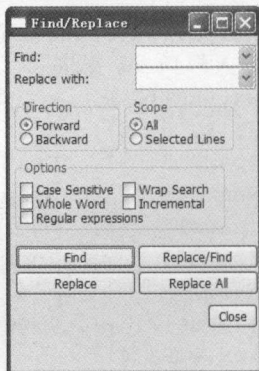 Find/Replace
Find:
Replace with:
Direction
Scope
Forward
All
Backward
Selected Lines
Options
Case Sensitive
Wrap Search
Whole Word
Incremental
Regular expressions
Find
Replace/Find
Replace
Replace All
Close